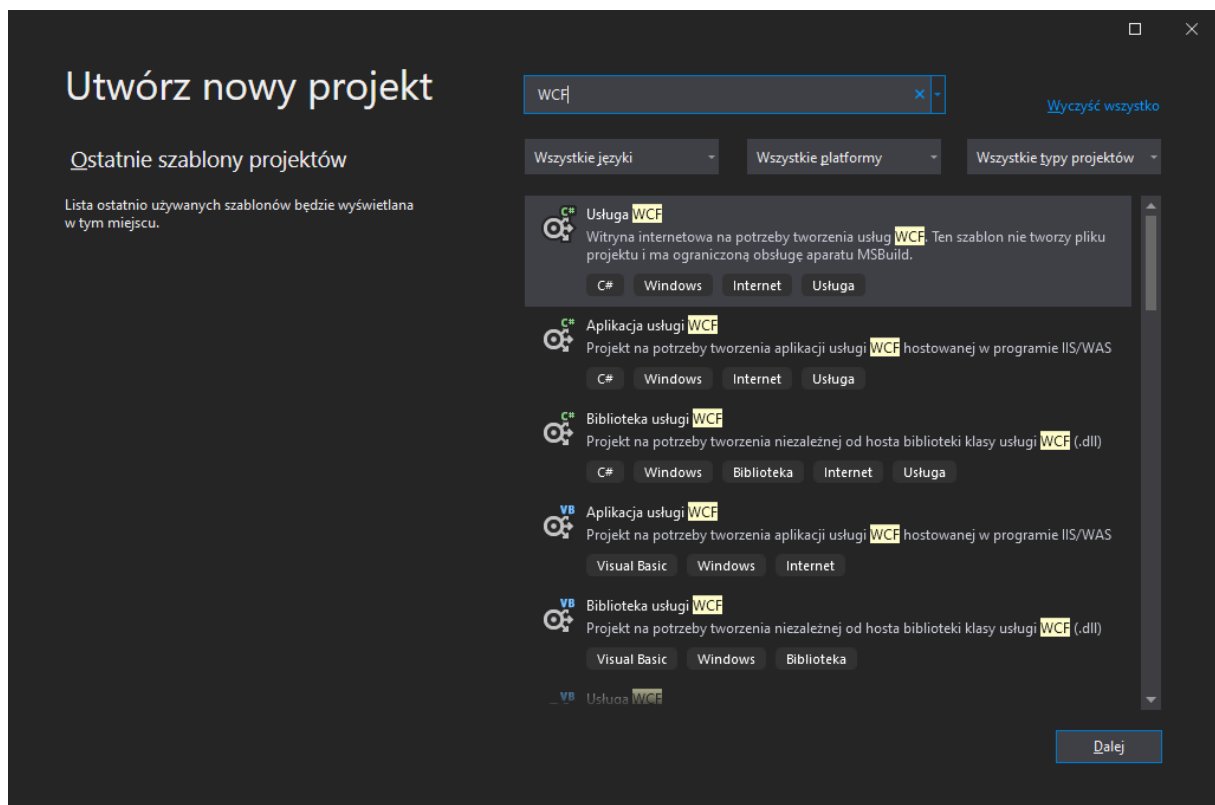 Utwórz nowy projekt
WCF
Wyczyść wszystko
Ostatnie szablony projektów
Lista ostatnio używanych szablonów będzie wyświetlana
w tym miejscu.
Wszystkie języki
Wszystkie platformy
Wszystkie typy projektów
C#
Usługa WCF
Witryna internetowa na potrzeby tworzenia usług WCF. Ten szablon nie tworzy pliku
projektu i ma ograniczoną obsługę aparatu MSBuild.
C# Windows Internet Usługa
C#
Aplikacja usługi WCF
Projekt na potrzeby tworzenia aplikacji usługi WCF hostowanej w programie IIS/WAS
C# Windows Internet Usługa
C#
Biblioteka usługi WCF
Projekt na potrzeby tworzenia niezależnej od hosta biblioteki klasy usługi WCF (.dll)
C# Windows Biblioteka Internet Usługa
VB
Aplikacja usługi WCF
Projekt na potrzeby tworzenia aplikacji usługi WCF hostowanej w programie IIS/WAS
Visual Basic Windows Internet
VB
Biblioteka usługi WCF
Projekt na potrzeby tworzenia niezależnej od hosta biblioteki klasy usługi WCF (.dll)
Visual Basic Windows Biblioteka
VB
Usługa WCF
Dalej